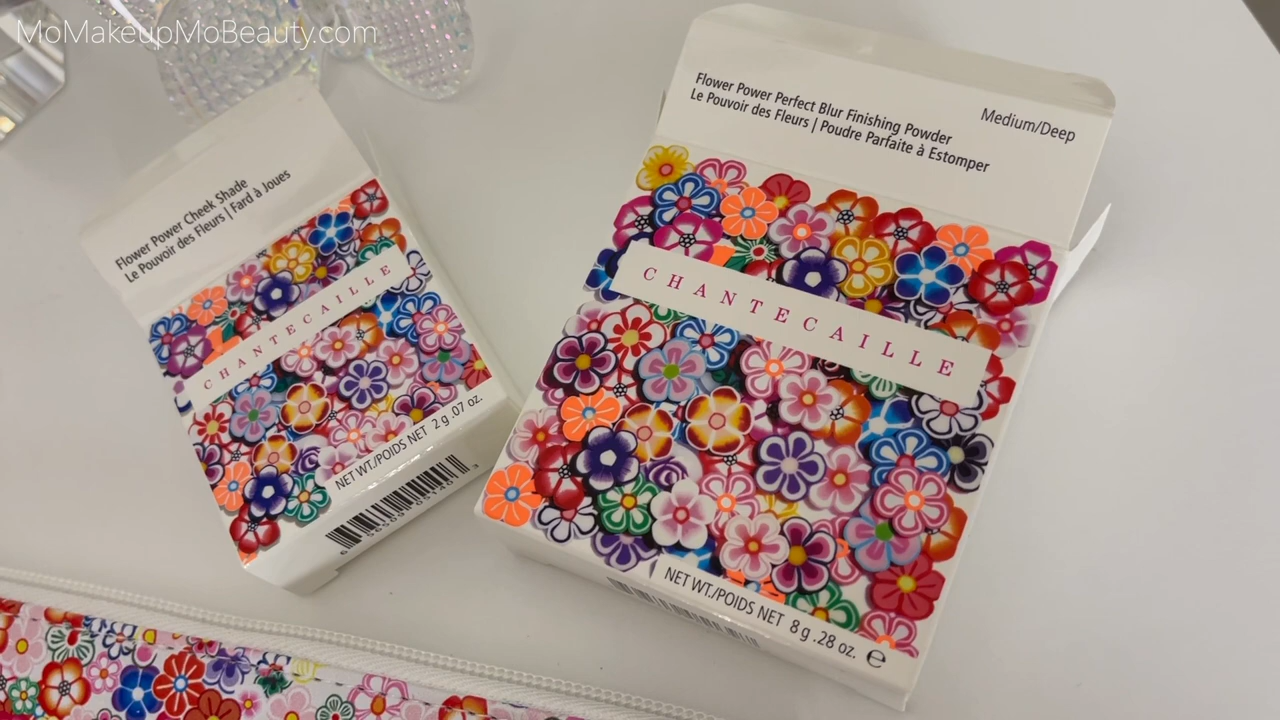 MoMakeupMoBeauty.com
Flower Power Cheek Shade
Le Pouvoir des Fleurs | Fard à Joues
CHANTECAILLE
NET WT./POIDS NET 2 g .07 oz.
Flower Power Perfect Blur Finishing Powder
Le Pouvoir des Fleurs | Poudre Parfaite à Estomper
Medium/Deep
CHANTECAILLE
NET WT./POIDS NET 8 g .28 oz. e